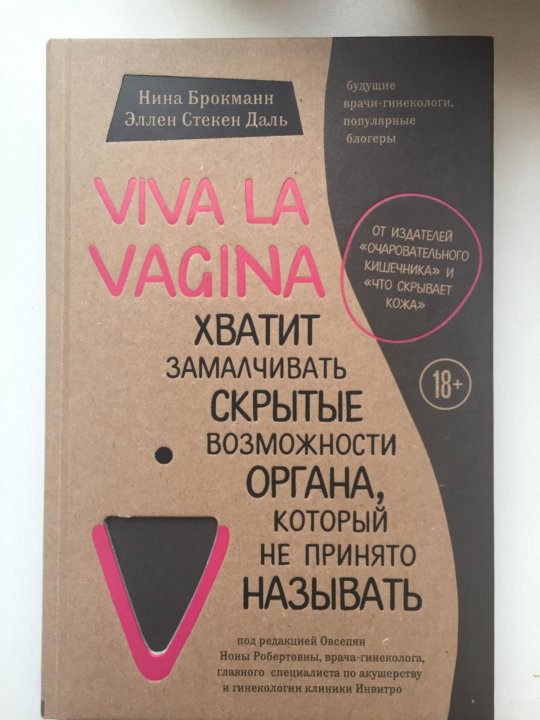 Нина Брокманн
Эллен Стекен Даль
будущие
врачи-гинекологи,
популярные
блогеры
VIVA LA
VAGINA
ОТ ИЗДАТЕЛЕЙ
«ОЧАРОВАТЕЛЬНОГО
КИШЕЧНИКА» И
«ЧТО СКРЫВАЕТ
КОЖА»
ХВАТИТ
ЗАМАЛЧИВАТЬ
СКРЫТЫЕ
ВОЗМОЖНОСТИ
ОРГАНА,
КОТОРЫЙ
НЕ ПРИНЯТО
НАЗЫВАТЬ
18+
под редакцией Овсепян
Ноны Робертовны, врача-гинеколога,
главного специалиста по акушерству
и гинекологии клиники Инвитро